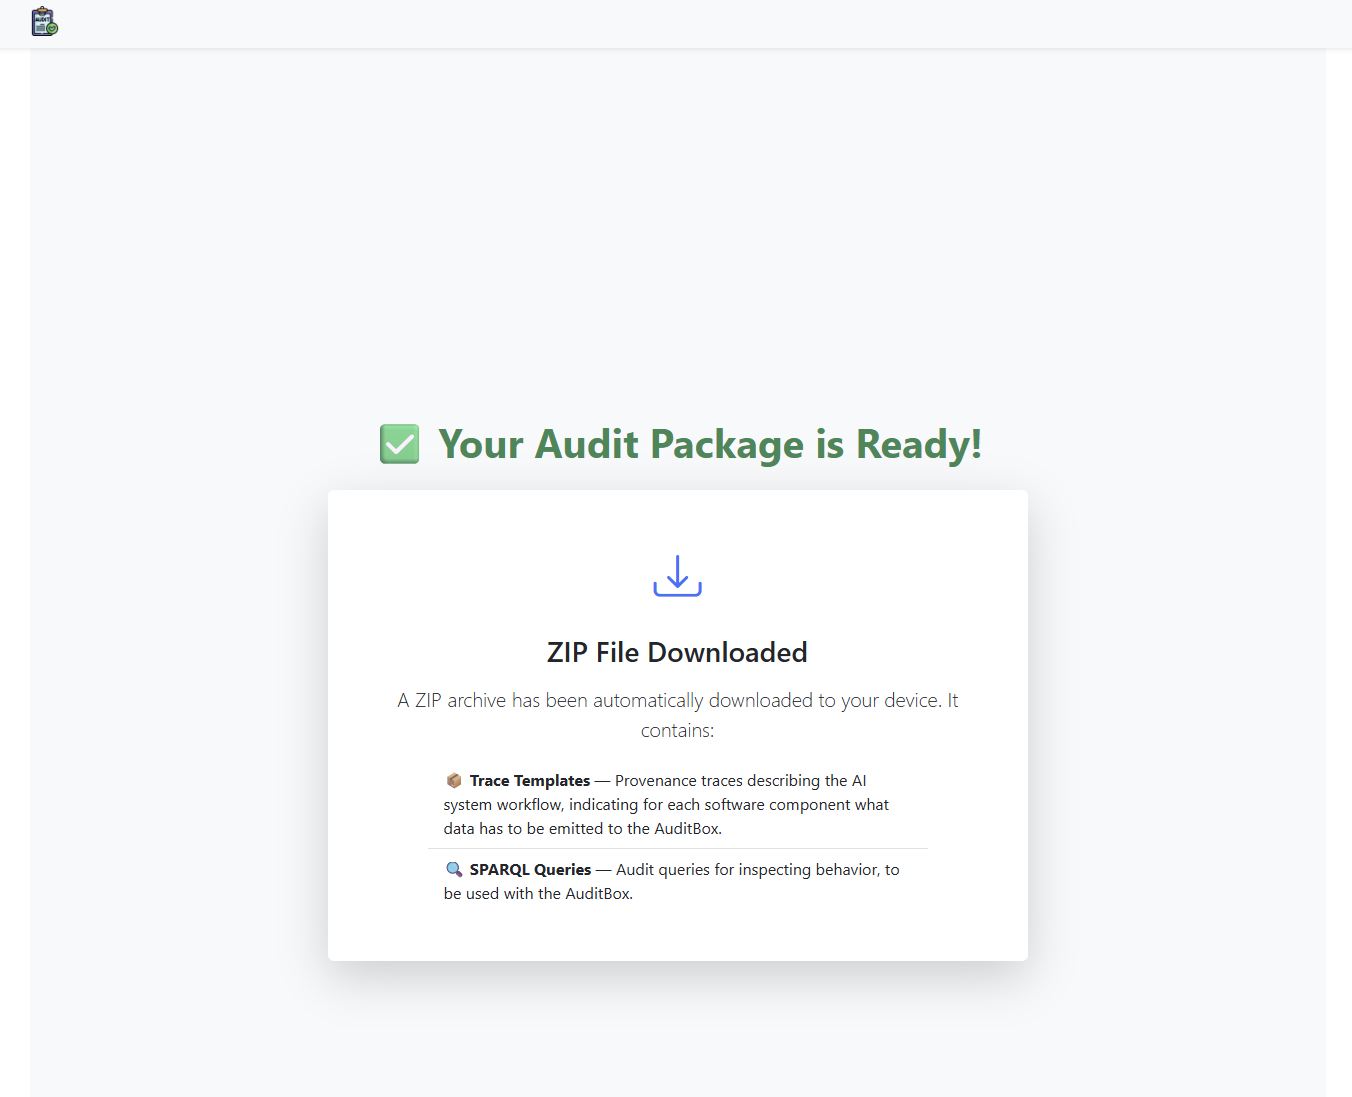 AUDIT
Your Audit Package is Ready!
ZIP File Downloaded
A ZIP archive has been automatically downloaded to your device. It
contains:
Trace Templates — Provenance traces describing the AI
system workflow, indicating for each software component what
data has to be emitted to the AuditBox.
SPARQL Queries — Audit queries for inspecting behavior, to
be used with the AuditBox.